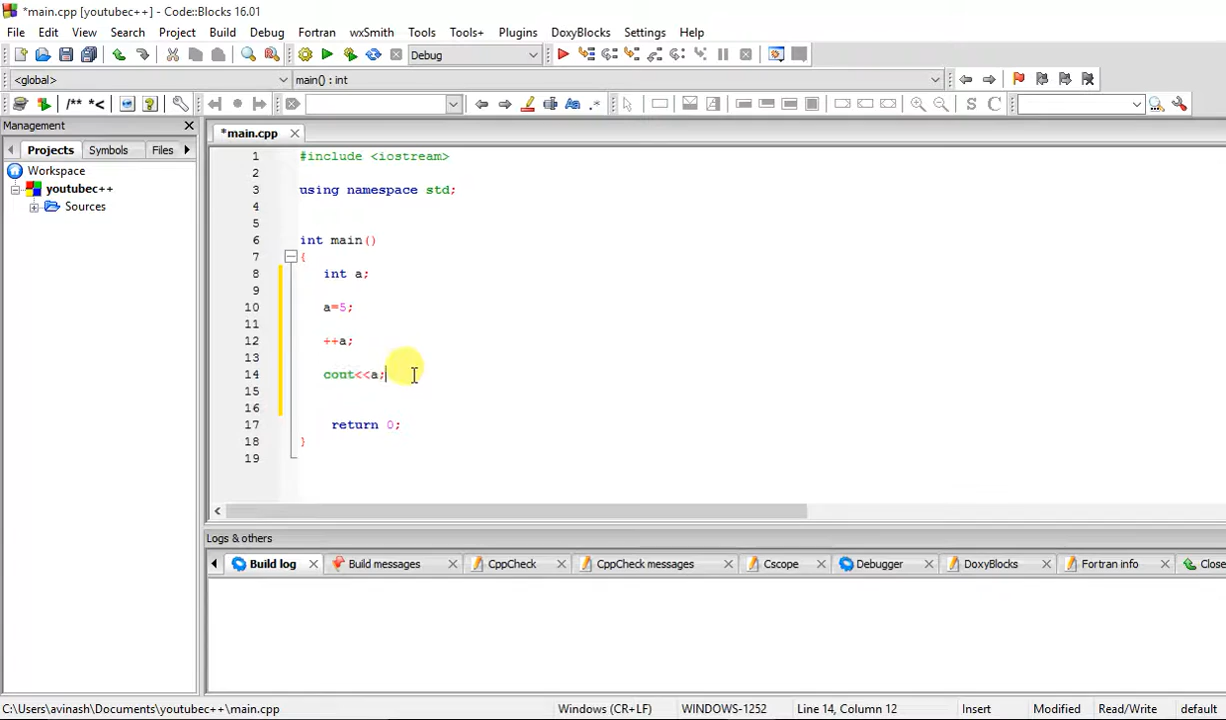 *main.cpp [youtubec++] - Code::Blocks 16.01
File Edit View Search Project Build Debug Fortran wxSmith Tools Tools+ Plugins DoxyBlocks Settings Help
Debug
<global> main() : int
/** *< .* S C
Management
*main.cpp
Projects Symbols Files
Workspace
youtubec++
Sources
1 #include <iostream>
2
3 using namespace std;
4
5
6 int main()
7 {
8 int a;
9
10 a=5;
11
12 ++a;
13
14 cout<<a;
15
16
17 return 0;
18 }
19
Logs & others
Build log Build messages CppCheck CppCheck messages Cscope Debugger DoxyBlocks Fortran info Close
C:\Users\avinash\Documents\youtubec++\main.cpp Windows (CR+LF) WINDOWS-1252 Line 14, Column 12 Insert Modified Read/Write default